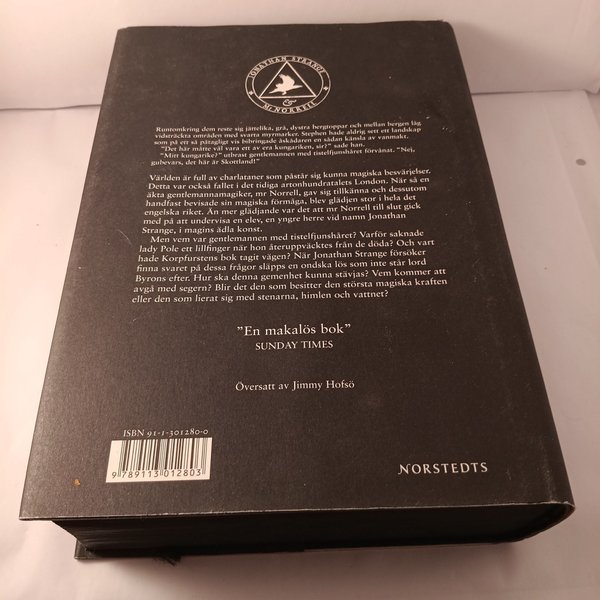 JONATHAN STRANGE
&
MR NORRELL
Runtomkring dem reste sig jättelika, grå, dystra bergtoppar och mellan bergen låg
vidsträckta områden med svarta myrmarker. Stephen hade aldrig sett ett landskap
som på ett så påtagligt vis bibringade åskådaren en sådan känsla av vanmakt.
"Det här måtte väl vara ett av era kungariken, sir?" sade han.
"Mitt kungarike?" utbrast gentlemannen med tistelfjunshåret förvånat. "Nej,
gubevars, det här är Skottland!"
Världen är full av charlataner som påstår sig kunna magiska besvärjelser.
Detta var också fallet i det tidiga artonhundratalets London. När så en
äkta gentlemannamagiker, mr Norrell, gav sig tillkänna och dessutom
handfast bevisade sin magiska förmåga, blev glädjen stor i hela det
engelska riket. Än mer glädjande var det att mr Norrell till slut gick
med på att undervisa en elev, en yngre herre vid namn Jonathan
Strange, i magins ädla konst.
Men vem var gentlemannen med tistelfjunshåret? Varför saknade
lady Pole ett lillfinger när hon återuppväcktes från de döda? Och vart
hade Korpfurstens bok tagit vägen? När Jonathan Strange försöker
finna svaret på dessa frågor släpps en ondska lös som inte står lord
Byrons efter. Hur ska denna gemenhet kunna stävjas? Vem kommer att
avgå med segern? Blir det den som besitter den största magiska kraften
eller den som lierat sig med stenarna, himlen och vattnet?
"En makalös bok"
SUNDAY TIMES
Översatt av Jimmy Hofsö
ISBN 91-1-301280-0
9 789113 012803
NORSTEDTS